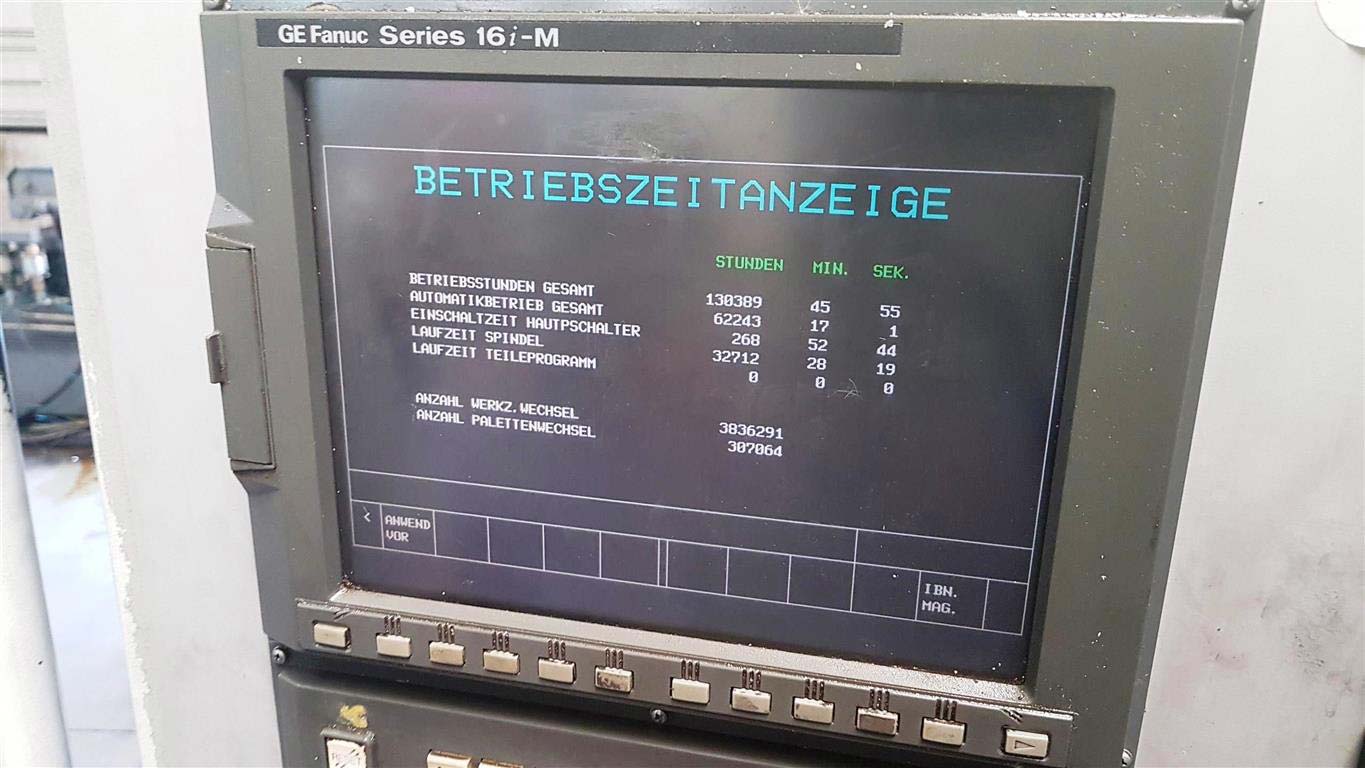 GE Fanuc Series 16i-M
BETRIEBSZEITANZEIGE
STUNDEN MIN. SEK.
BETRIEBSSTUNDEN GESAMT 130389 45 55
AUTOMATIKBETRIEB GESAMT 62243 17 1
EINSCHALTZEIT HAUTPSCHALTER 268 52 44
LAUFZEIT SPINDEL 32712 28 19
LAUFZEIT TEILEPROGRAMM 0 0 0
ANZAHL WERKZ.WECHSEL 3836291
ANZAHL PALETTENWECHSEL 307064
< ANWEND
VOR
IBN.
MAG.